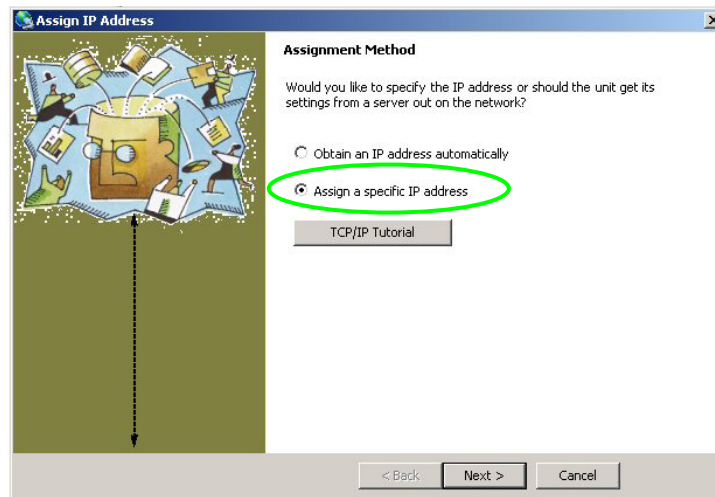 Assign IP Address
Assignment Method
Would you like to specify the IP address or should the unit get its
settings from a server out on the network?
Obtain an IP address automatically
Assign a specific IP address
TCP/IP Tutorial
< Back Next > Cancel